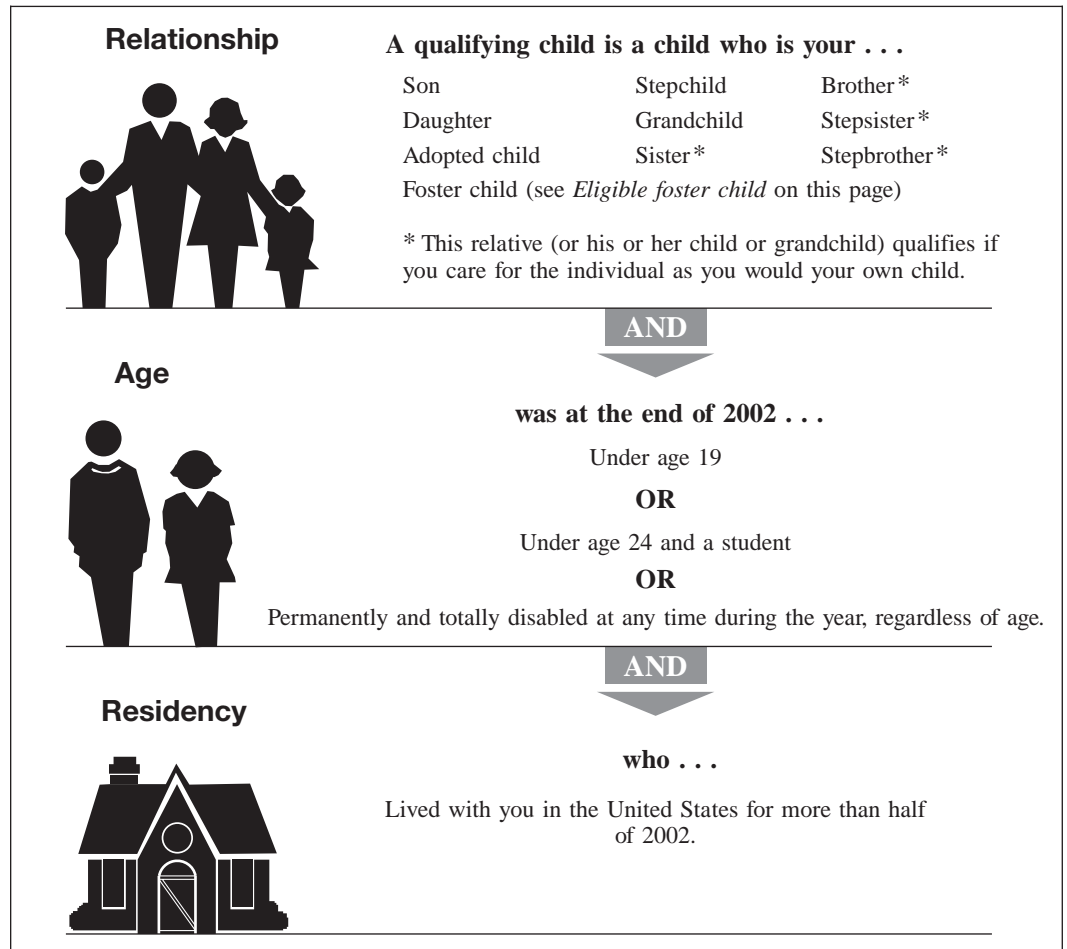 Relationship
A qualifying child is a child who is your . . .
Son Stepchild Brother*
Daughter Grandchild Stepsister*
Adopted child Sister* Stepbrother*
Foster child (see Eligible foster child on this page)
* This relative (or his or her child or grandchild) qualifies if
you care for the individual as you would your own child.
AND
Age
was at the end of 2002 . . .
Under age 19
OR
Under age 24 and a student
OR
Permanently and totally disabled at any time during the year, regardless of age.
AND
Residency
who . . .
Lived with you in the United States for more than half
of 2002.